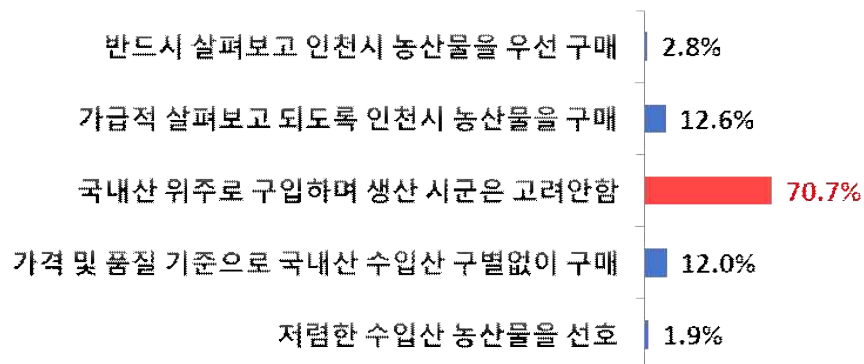 반드시 살펴보고 인천시 농산물을 우선 구매 2.8%
가급적 살펴보고 되도록 인천시 농산물을 구매 12.6%
국내산 위주로 구입하며 생산 시군은 고려안함 70.7%
가격 및 품질 기준으로 국내산 수입산 구별없이 구매 12.0%
저렴한 수입산 농산물을 선호 1.9%